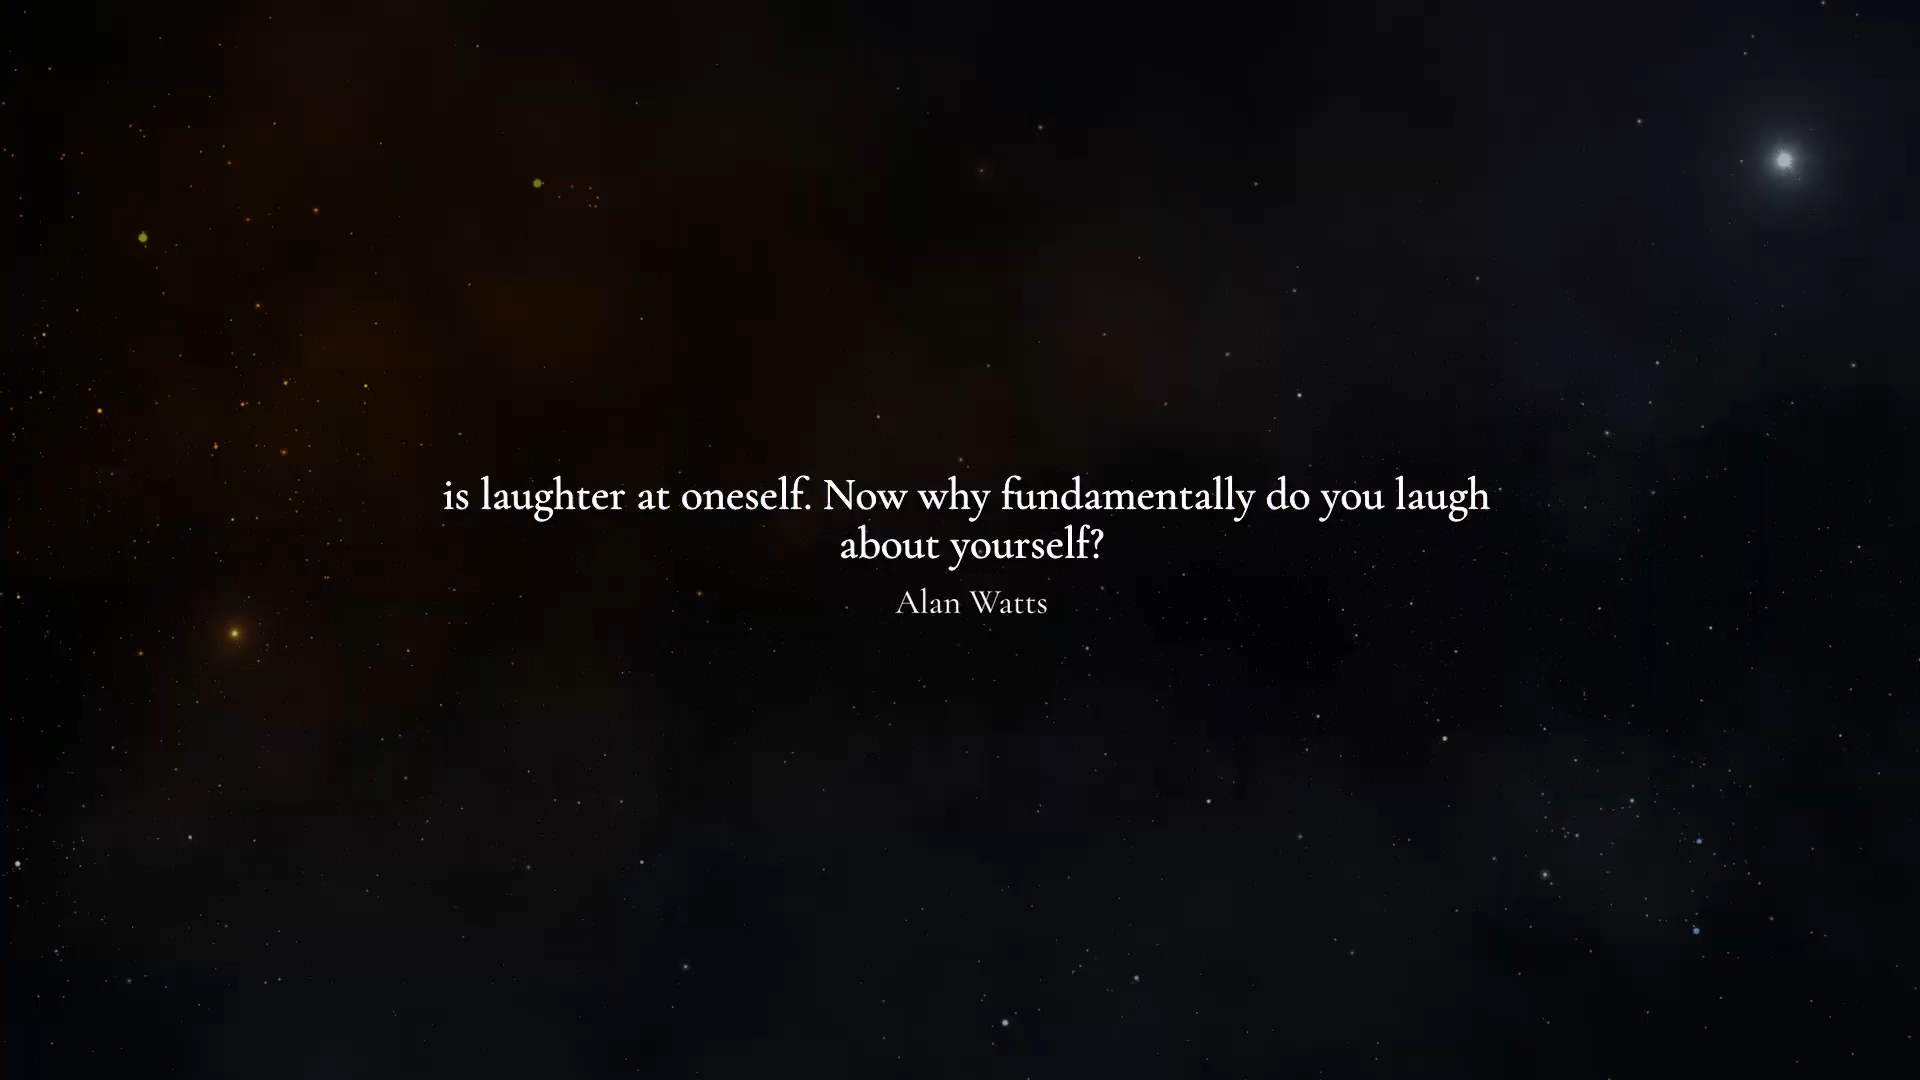 is laughter at oneself. Now why fundamentally do you laugh
about yourself?
Alan Watts